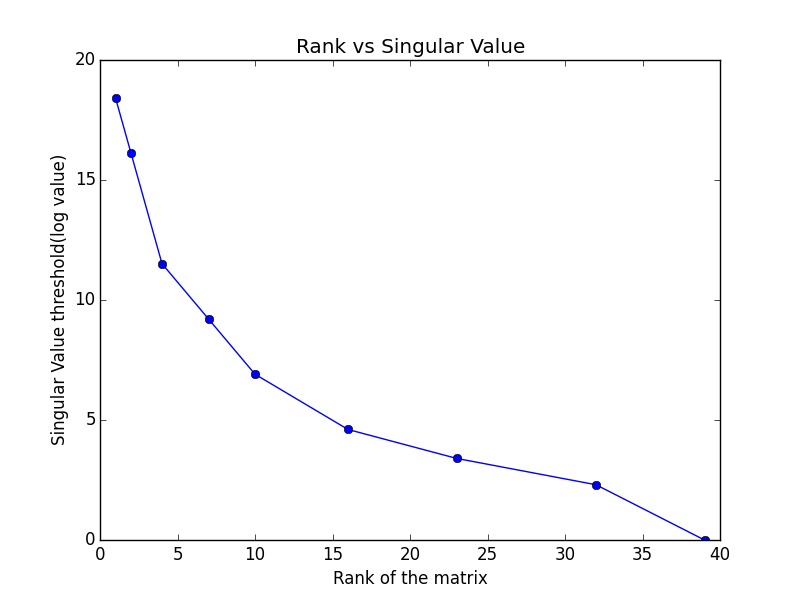 Rank vs Singular Value
20
15
10
5
0
Singular Value threshold(log value)
0 5 10 15 20 25 30 35 40
Rank of the matrix